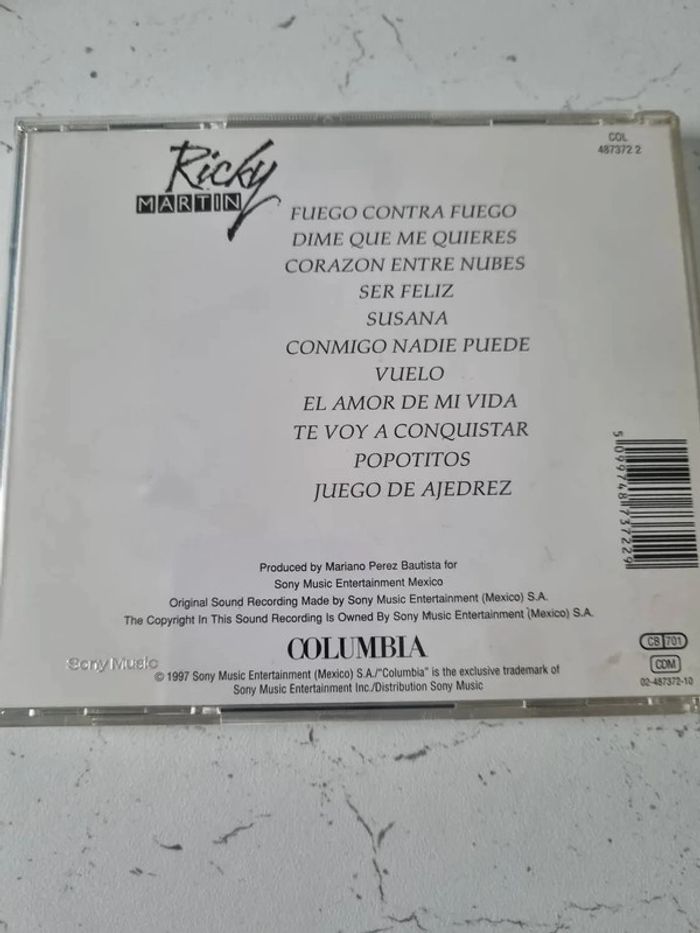 Ricky
MARTIN
COL
487372 2
FUEGO CONTRA FUEGO
DIME QUE ME QUIERES
CORAZON ENTRE NUBES
SER FELIZ
SUSANA
CONMIGO NADIE PUEDE
VUELO
EL AMOR DE MI VIDA
TE VOY A CONQUISTAR
POPOTITOS
JUEGO DE AJEDREZ
5099748737229
Produced by Mariano Perez Bautista for
Sony Music Entertainment Mexico
Original Sound Recording Made by Sony Music Entertainment (Mexico) S.A.
The Copyright In This Sound Recording Is Owned By Sony Music Entertainment (Mexico) S.A.
COLUMBIA
Sony Music
© 1997 Sony Music Entertainment (Mexico) S.A./"Columbia" is the exclusive trademark of
Sony Music Entertainment Inc./Distribution Sony Music
CB 701
CDM
02-487372-10